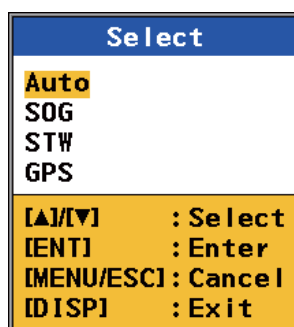 Select
Auto
SOG
STW
GPS
[▲]/[▼] :Select
[ENT] :Enter
[MENU/ESC]:Cancel
[DISP] :Exit